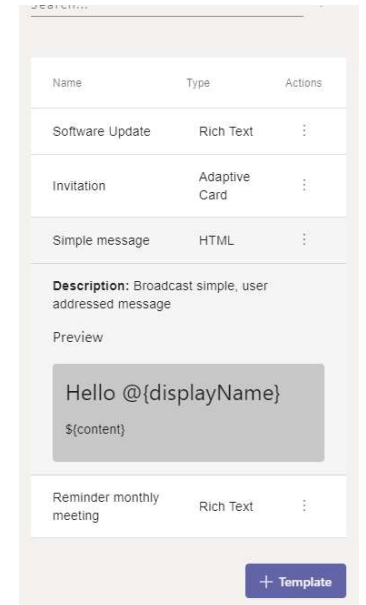 Search...
Name Type Actions
Software Update Rich Text
Invitation Adaptive
Card
Simple message HTML
Description: Broadcast simple, user
addressed message
Preview
Hello @{displayName}
${content}
Reminder monthly
meeting Rich Text
+ Template